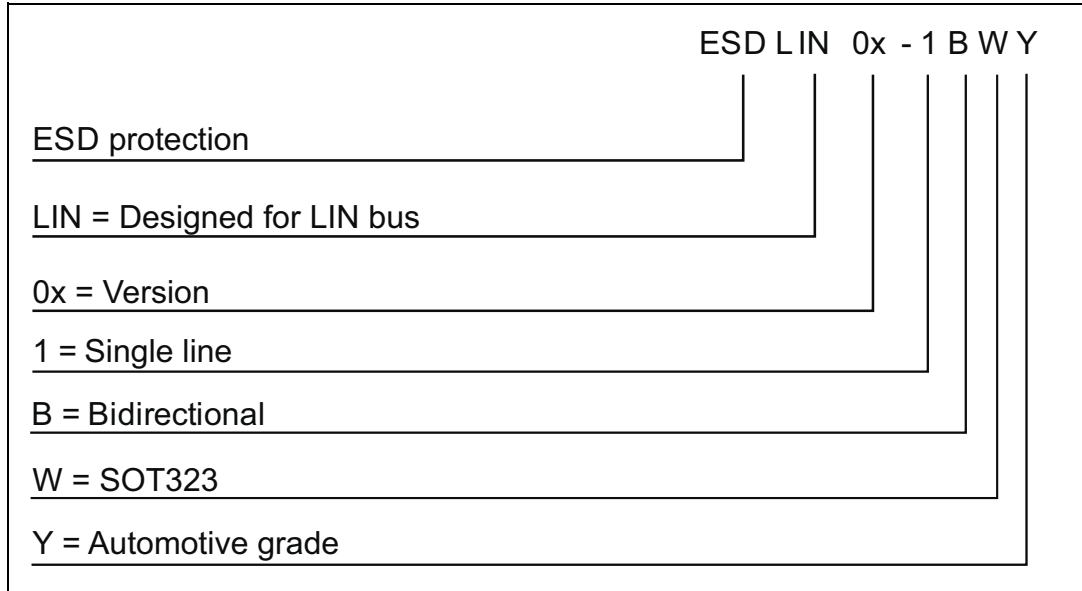 ESD LIN 0x - 1 B W Y
ESD protection
LIN = Designed for LIN bus
0x = Version
1 = Single line
B = Bidirectional
W = SOT323
Y = Automotive grade